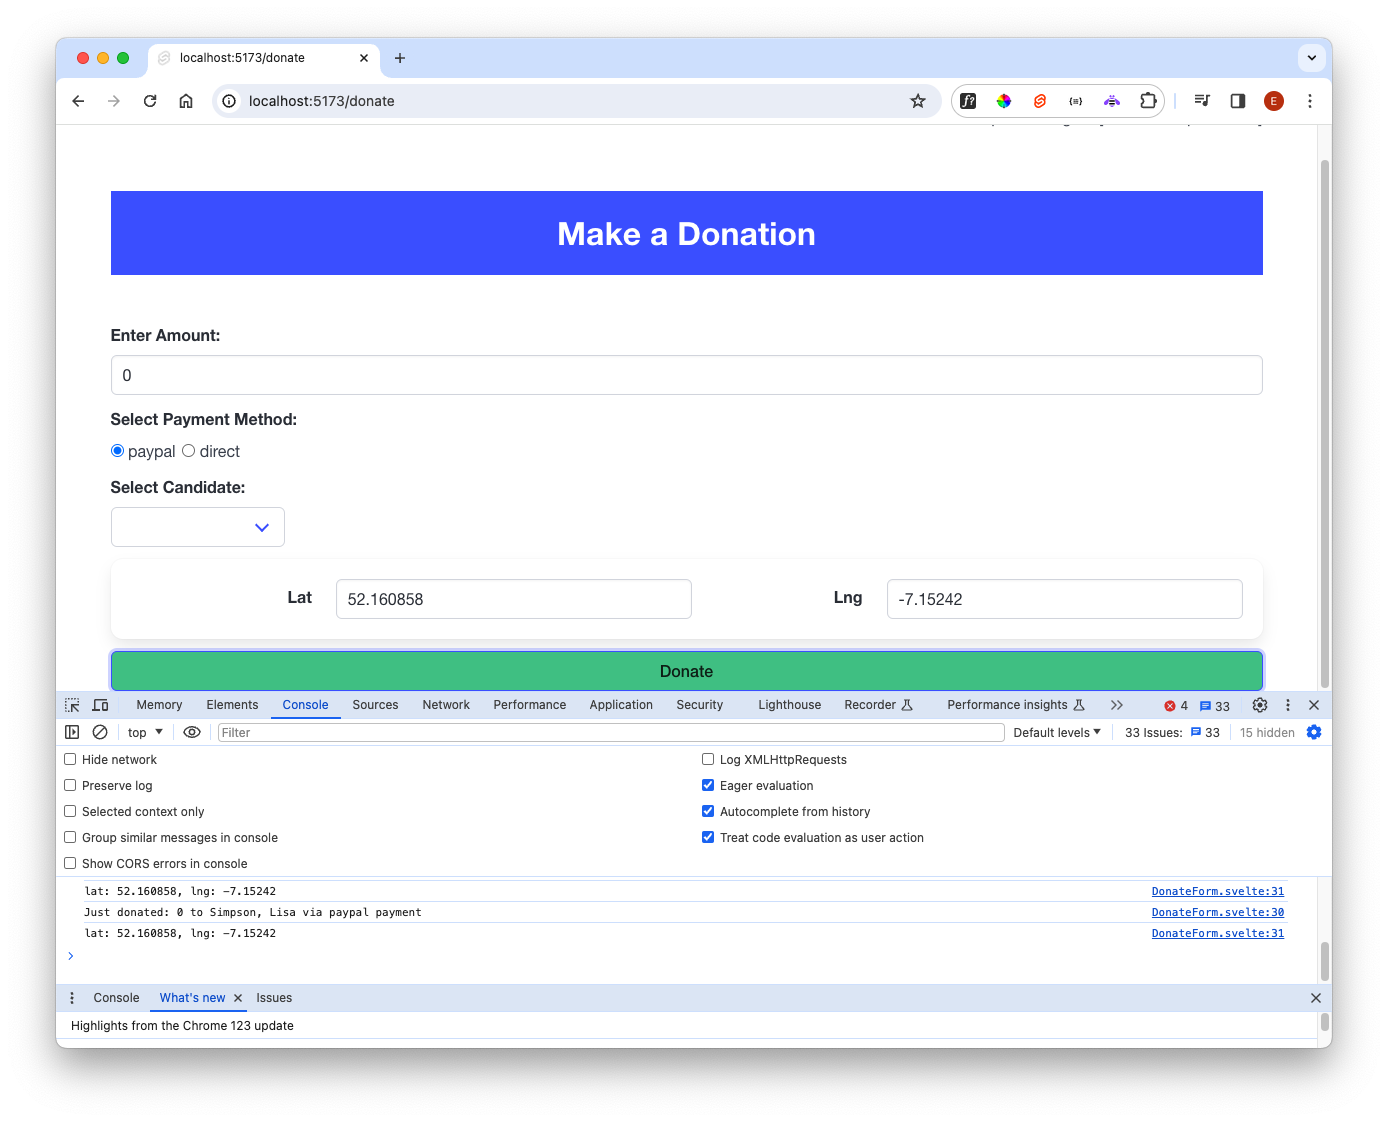 localhost:5173/donate
localhost:5173/donate
E
Make a Donation
Enter Amount:
0
Select Payment Method:
paypal direct
Select Candidate:
Lat 52.160858 Lng -7.15242
Donate
Memory Elements Console Sources Network Performance Application Security Lighthouse Recorder Performance insights 4 33
top Filter Default levels 33 Issues: 33 15 hidden
Hide network Log XMLHttpRequests
Preserve log Eager evaluation
Selected context only Autocomplete from history
Group similar messages in console Treat code evaluation as user action
Show CORS errors in console
lat: 52.160858, lng: -7.15242 DonateForm.svelte:31
Just donated: 0 to Simpson, Lisa via paypal payment DonateForm.svelte:30
lat: 52.160858, lng: -7.15242 DonateForm.svelte:31
Console What's new Issues
Highlights from the Chrome 123 update